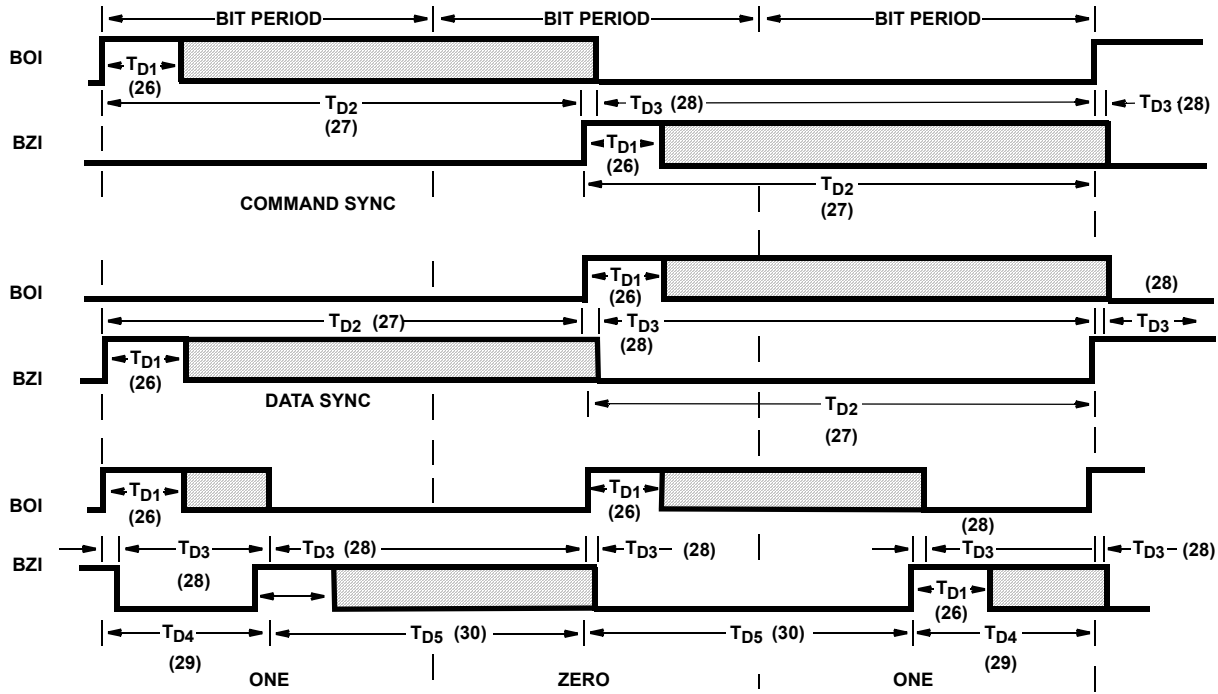 BIT PERIOD BIT PERIOD BIT PERIOD
BOI
TD1
(26)
TD2
(27)
TD3 (28)
TD3 (28)
BZI
TD1
(26)
TD2
(27)
COMMAND SYNC
BOI
TD1
(26)
(28)
TD2 (27)
TD3
(28)
TD3
BZI
TD1
(26)
DATA SYNC
TD2
(27)
BOI
TD1
(26)
TD1
(26)
(28)
BZI
TD3
(28)
TD3 (28)
TD3 (28)
TD3
TD3 (28)
TD1
(26)
TD4
(29)
TD5 (30)
TD5 (30)
TD4
(29)
ONE ZERO ONE